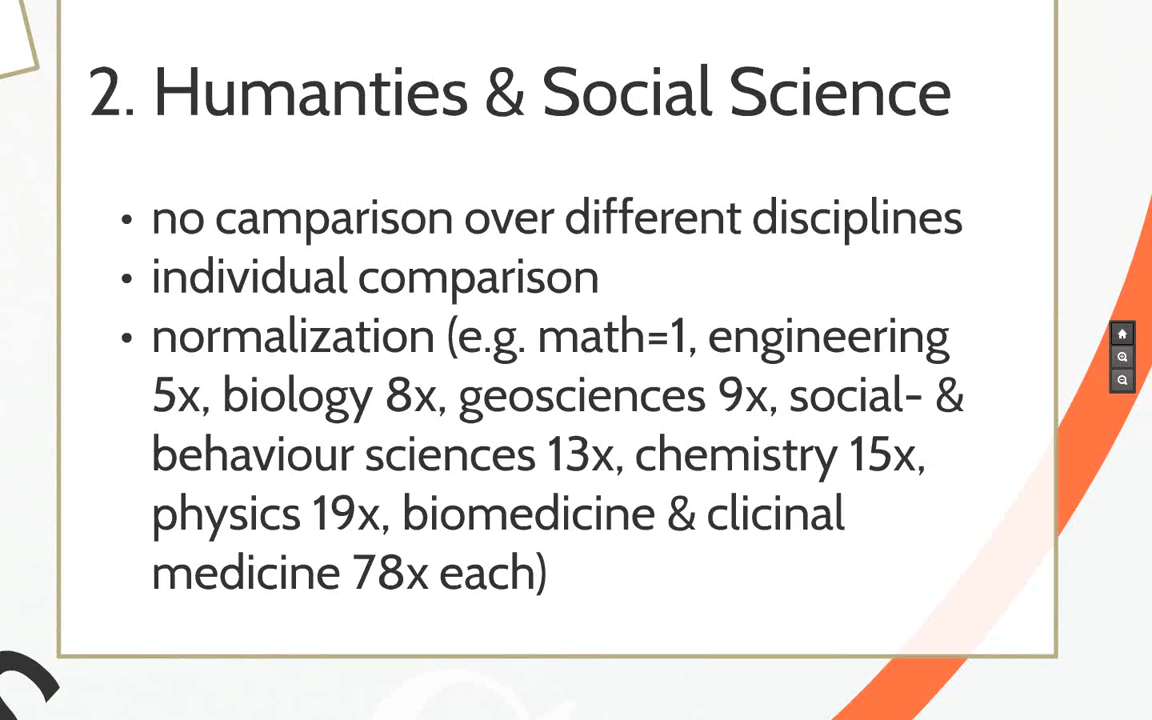 2. Humanties & Social Science
• no camparison over different disciplines
• individual comparison
• normalization (e.g. math=1, engineering
5x, biology 8x, geosciences 9x, social- &
behaviour sciences 13x, chemistry 15x,
physics 19x, biomedicine & clicinal
medicine 78x each)